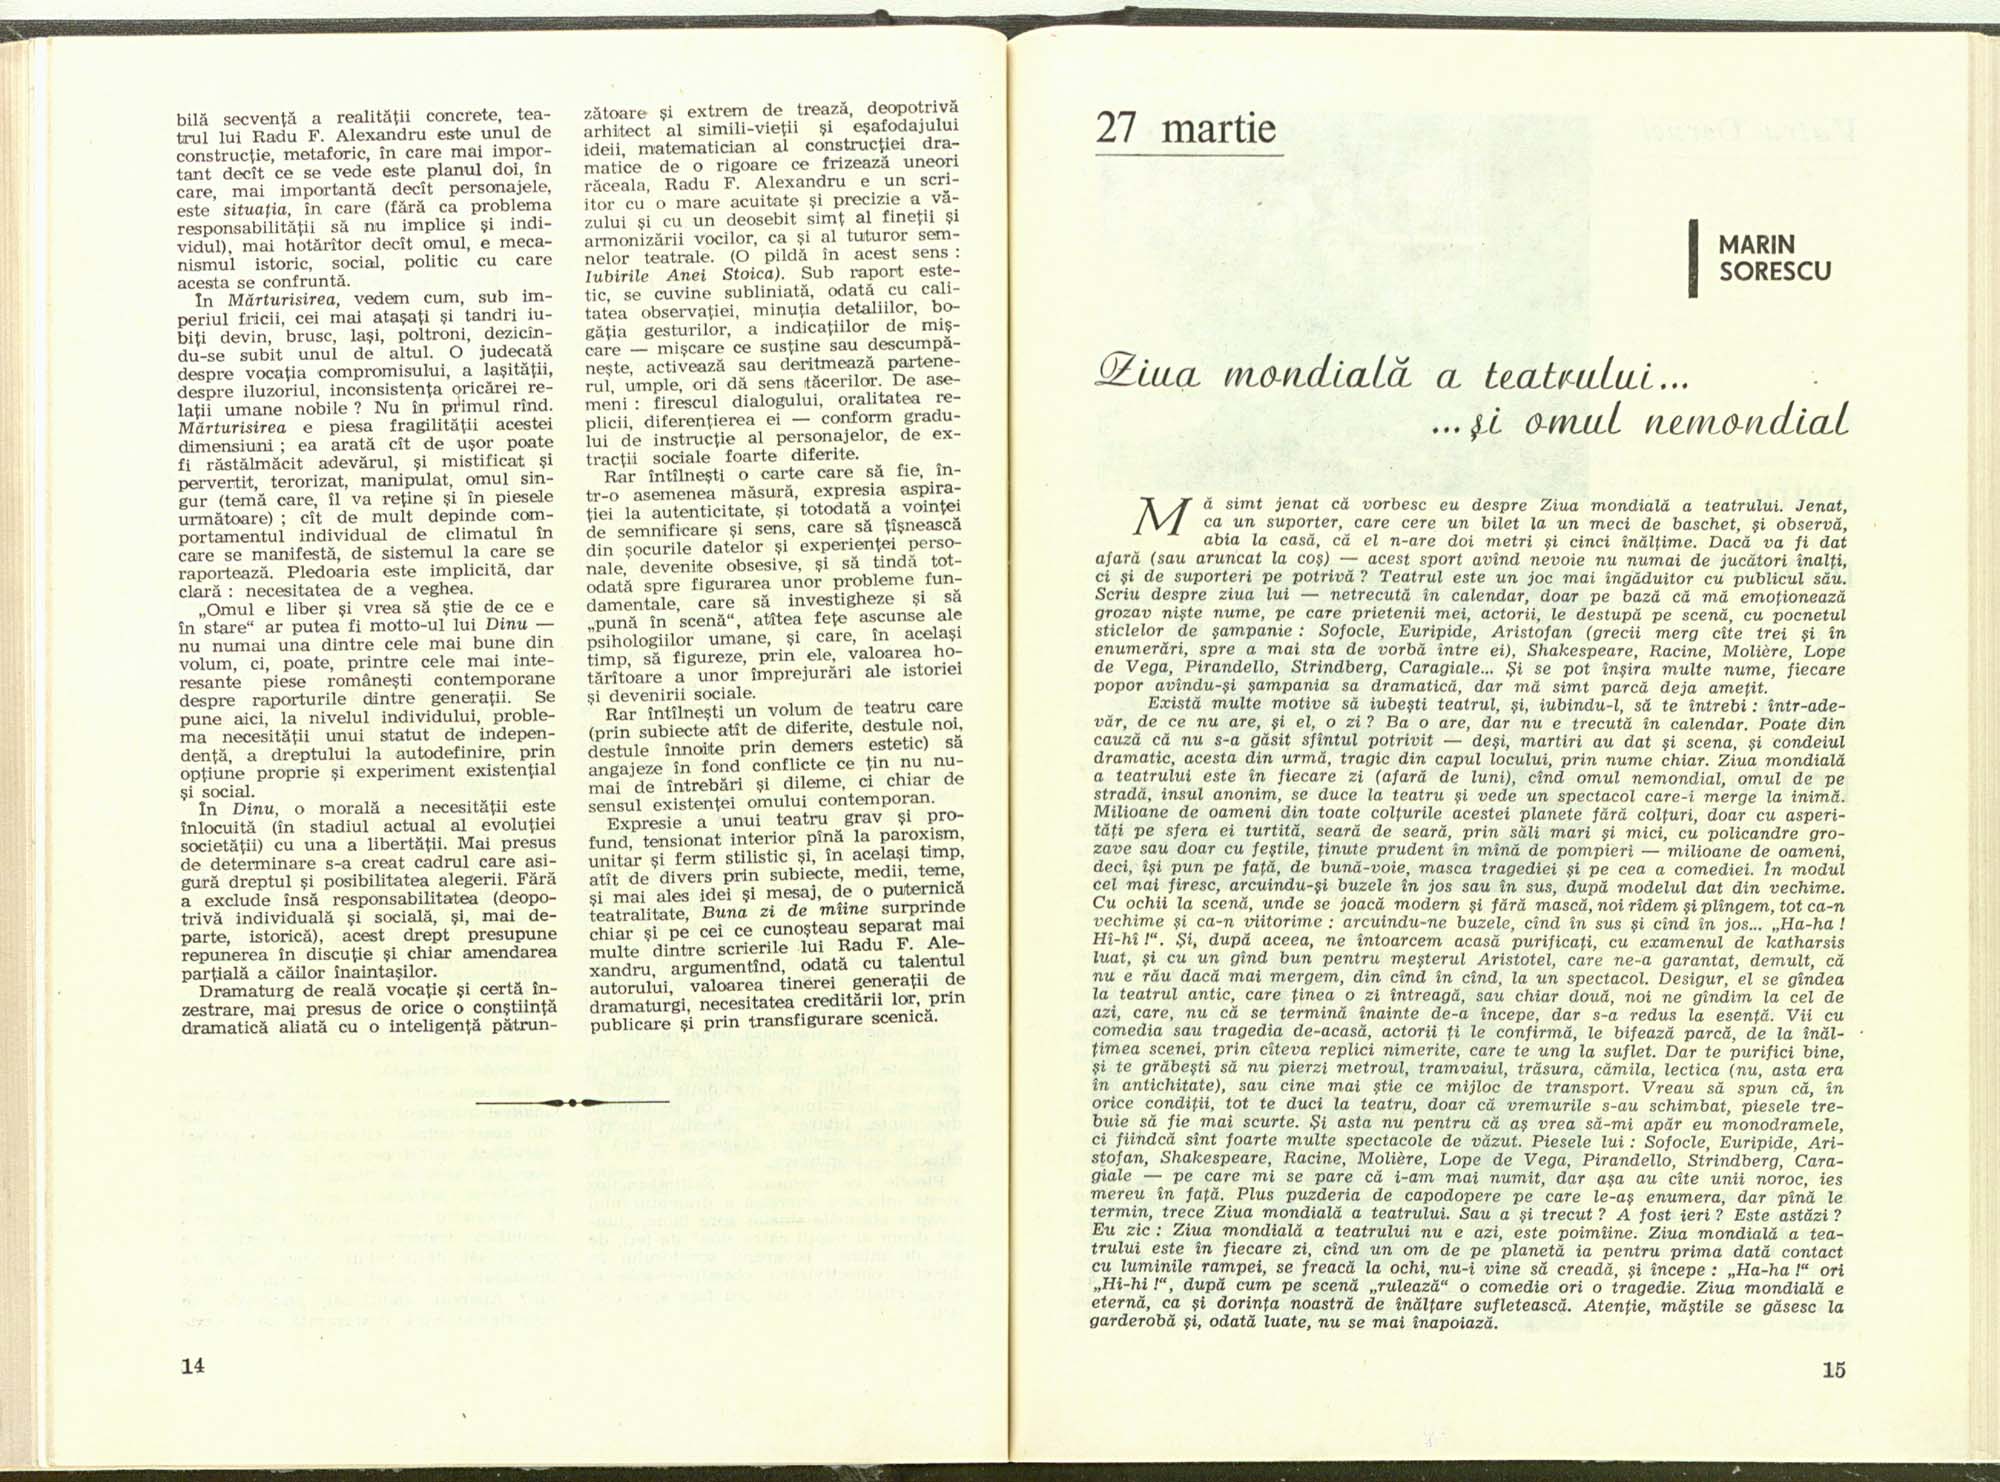 bilă secvență a realității concrete, tea-
trul lui Radu F. Alexandru este unul de
construcție, metaforic, în care mai impor-
tant decît ce se vede este planul doi, în
care, mai importantă decît personajele,
este situația, în care (fără ca problema
responsabilității să nu implice și indi-
vidul), mai hotărîtor decît omul, e meca-
nismul istoric, social, politic cu care
acesta se confruntă.
În Mărturisirea, vedem cum, sub im-
periul fricii, cei mai atașați și tandri iu-
biți devin, brusc, lași, poltroni, dezicîn-
du-se subit unul de altul. O judecată
despre vocația compromisului, a lașității,
despre iluzoriul, inconsistența oricărei re-
lații umane nobile ? Nu în primul rînd.
Mărturisirea e piesa fragilității acestei
dimensiuni ; ea arată cît de ușor poate
fi răstălmăcit adevărul, și mistificat și
pervertit, terorizat, manipulat, omul sin-
gur (temă care, îl va reține și în piesele
următoare) ; cît de mult depinde com-
portamentul individual de climatul în
care se manifestă, de sistemul la care se
raportează. Pledoaria este implicită, dar
clară : necesitatea de a veghea.
„Omul e liber și vrea să știe de ce e
în stare“ ar putea fi motto-ul lui Dinu —
nu numai una dintre cele mai bune din
volum, ci, poate, printre cele mai inte-
resante piese românești contemporane
despre raporturile dintre generații. Se
pune aici, la nivelul individului, proble-
ma necesității unui statut de indepen-
dență, a dreptului la autodefinire, prin
opțiune proprie și experiment existențial
și social.
În Dinu, o morală a necesității este
înlocuită (în stadiul actual al evoluției
societății) cu una a libertății. Mai presus
de determinare s-a creat cadrul care asi-
gură dreptul și posibilitatea alegerii. Fără
a exclude însă responsabilitatea (deopo-
trivă individuală și socială, și, mai de-
parte, istorică), acest drept presupune
repunerea în discuție și chiar amendarea
parțială a căilor înaintașilor.
Dramaturg de reală vocație și certă în-
zestrare, mai presus de orice o conștiință
dramatică aliată cu o inteligență pătrun-
zătoare și extrem de trează, deopotrivă
arhitect al simili-vieții și eșafodajului
ideii, matematician al construcției dra-
matice de o rigoare ce frizează uneori
răceala, Radu F. Alexandru e un scri-
itor cu o mare acuitate și precizie a vă-
zului și cu un deosebit simț al fineții și
armonizării vocilor, ca și al tuturor sem-
nelor teatrale. (O pildă în acest sens :
Iubirile Anei Stoica). Sub raport este-
tic, se cuvine subliniată, odată cu cali-
tatea observației, minuția detaliilor, bo-
găția gesturilor, a indicațiilor de miș-
care — mișcare ce susține sau descumpă-
nește, activează sau deritmează partene-
rul, umple, ori dă sens tăcerilor. De ase-
meni : firescul dialogului, oralitatea re-
plicii, diferențierea ei — conform gradu-
lui de instrucție al personajelor, de ex-
tracții sociale foarte diferite.
Rar întîlnești o carte care să fie, în-
tr-o asemenea măsură, expresia aspira-
ției la autenticitate, și totodată a voinței
de semnificare și sens, care să țîșnească
din șocurile datelor și experienței perso-
nale, devenite obsesive, și să tindă tot-
odată spre figurarea unor probleme fun-
damentale, care să investigheze și să
„pună în scenă“, atîtea fețe ascunse ale
psihologiilor umane, și care, în același
timp, să figureze, prin ele, valoarea ho-
tărîtoare a unor împrejurări ale istoriei
și devenirii sociale.
Rar întîlnești un volum de teatru care
(prin subiecte atît de diferite, destule noi,
destule înnoite prin demers estetic) să
angajeze în fond conflicte ce țin nu nu-
mai de întrebări și dileme, ci chiar de
sensul existenței omului contemporan.
Expresie a unui teatru grav și pro-
fund, tensionat interior pînă la paroxism,
unitar și ferm stilistic și, în același timp,
atît de divers prin subiecte, medii, teme,
și mai ales idei și mesaj, de o puternică
teatralitate, Buna zi de mîine surprinde
chiar și pe cei ce cunoșteau separat mai
multe dintre scrierile lui Radu F. Ale-
xandru, argumentînd, odată cu talentul
autorului, valoarea tinerei generații de
dramaturgi, necesitatea creditării lor, prin
publicare și prin transfigurare scenică.
14
27 martie
MARIN
SORESCU
Ziua mondială a teatrului...
...și omul nemondial
Mă simt jenat că vorbesc eu despre Ziua mondială a teatrului. Jenat,
ca un suporter, care cere un bilet la un meci de baschet, și observă,
abia la casă, că el n-are doi metri și cinci înălțime. Dacă va fi dat
afară (sau aruncat la coș) — acest sport avînd nevoie nu numai de jucători înalți,
ci și de suporteri pe potrivă ? Teatrul este un joc mai îngăduitor cu publicul său.
Scriu despre ziua lui — netrecută în calendar, doar pe bază că mă emoționează
grozav niște nume, pe care prietenii mei, actorii, le destupă pe scenă, cu pocnetul
sticlelor de șampanie : Sofocle, Euripide, Aristofan (grecii merg cîte trei și în
enumerări, spre a mai sta de vorbă între ei), Shakespeare, Racine, Molière, Lope
de Vega, Pirandello, Strindberg, Caragiale... Și se pot înșira multe nume, fiecare
popor avîndu-și șampania sa dramatică, dar mă simt parcă deja amețit.
Există multe motive să iubești teatrul, și, iubindu-l, să te întrebi : într-ade-
văr, de ce nu are, și el, o zi ? Ba o are, dar nu e trecută în calendar. Poate din
cauză că nu s-a găsit sfîntul potrivit — deși, martiri au dat și scena, și condeiul
dramatic, acesta din urmă, tragic din capul locului, prin nume chiar. Ziua mondială
a teatrului este în fiecare zi (afară de luni), cînd omul nemondial, omul de pe
stradă, insul anonim, se duce la teatru și vede un spectacol care-i merge la inimă.
Milioane de oameni din toate colțurile acestei planete fără colțuri, doar cu asperi-
tăți pe sfera ei turtită, seară de seară, prin săli mari și mici, cu policandre gro-
zave sau doar cu feștile, ținute prudent în mînă de pompieri — milioane de oameni,
deci, își pun pe față, de bună-voie, masca tragediei și pe cea a comediei. În modul
cel mai firesc, arcuindu-și buzele în jos sau în sus, după modelul dat din vechime.
Cu ochii la scenă, unde se joacă modern și fără mască, noi rîdem și plîngem, tot ca-n
vechime și ca-n viitorime : arcuindu-ne buzele, cînd în sus și cînd în jos... „Ha-ha !
Hî-hî !“. Și, după aceea, ne întoarcem acasă purificați, cu examenul de katharsis
luat, și cu un gînd bun pentru meșterul Aristotel, care ne-a garantat, demult, că
nu e rău dacă mai mergem, din cînd în cînd, la un spectacol. Desigur, el se gîndea
la teatrul antic, care ținea o zi întreagă, sau chiar două, noi ne gîndim la cel de
azi, care, nu că se termină înainte de-a începe, dar s-a redus la esență. Vii cu
comedia sau tragedia de-acasă, actorii ți le confirmă, le bifează parcă, de la înăl-
țimea scenei, prin cîteva replici nimerite, care te ung la suflet. Dar te purifici bine,
și te grăbești să nu pierzi metroul, tramvaiul, trăsura, cămila, lectica (nu, asta era
în antichitate), sau cine mai știe ce mijloc de transport. Vreau să spun că, în
orice condiții, tot te duci la teatru, doar că vremurile s-au schimbat, piesele tre-
buie să fie mai scurte. Și asta nu pentru că aș vrea să-mi apăr eu monodramele,
ci fiindcă sînt foarte multe spectacole de văzut. Piesele lui : Sofocle, Euripide, Ari-
stofan, Shakespeare, Racine, Molière, Lope de Vega, Pirandello, Strindberg, Cara-
giale — pe care mi se pare că i-am mai numit, dar așa au cîte unii noroc, ies
mereu în față. Plus puzderia de capodopere pe care le-aș enumera, dar pînă le
termin, trece Ziua mondială a teatrului. Sau a și trecut ? A fost ieri ? Este astăzi ?
Eu zic : Ziua mondială a teatrului nu e azi, este poimîine. Ziua mondială a tea-
trului este în fiecare zi, cînd un om de pe planetă ia pentru prima dată contact
cu luminile rampei, se freacă la ochi, nu-i vine să creadă, și începe : „Ha-ha !“ ori
„Hi-hi !“, după cum pe scenă „rulează“ o comedie ori o tragedie. Ziua mondială e
eternă, ca și dorința noastră de înălțare sufletească. Atenție, măștile se găsesc la
garderobă și, odată luate, nu se mai înapoiază.
15